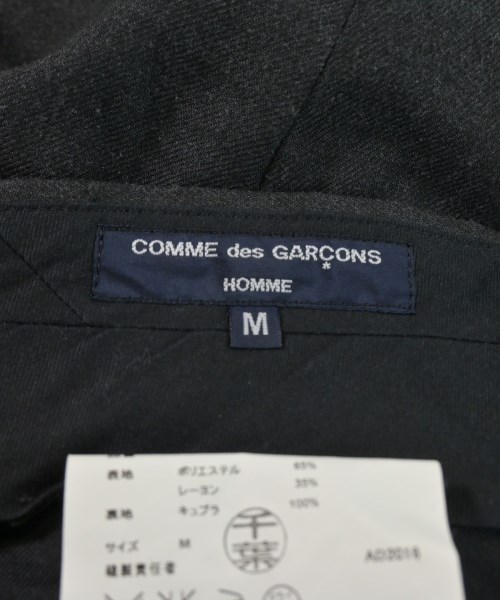 COMME des GARÇONS
HOMME
M
表地 ポリエステル 65%
レーヨン 35%
裏地 キュプラ 100%
サイズ M
千葉
縫製責任者
AD2016